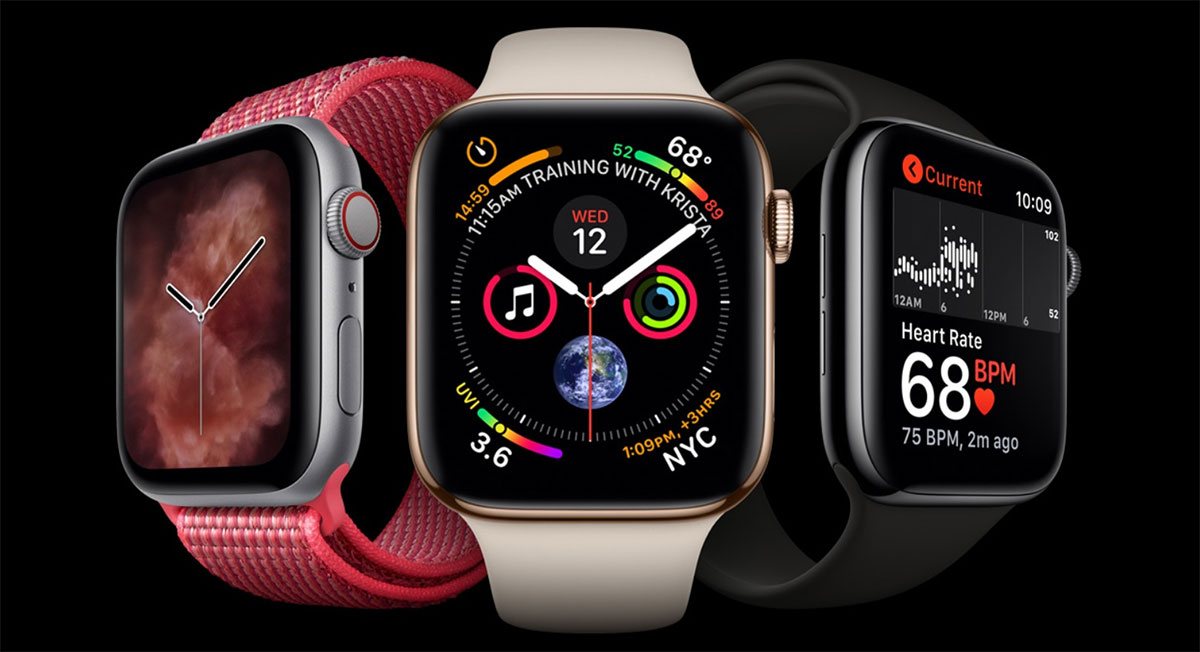 14:59
11:15AM TRAINING WITH KRISTA
52
68°
89
WED
12
UVI
3.6
1:09PM, +3HRS
NYC
Current
10:09
102
12AM
6
12PM
6
52
Heart Rate
68 BPM
75 BPM, 2m ago